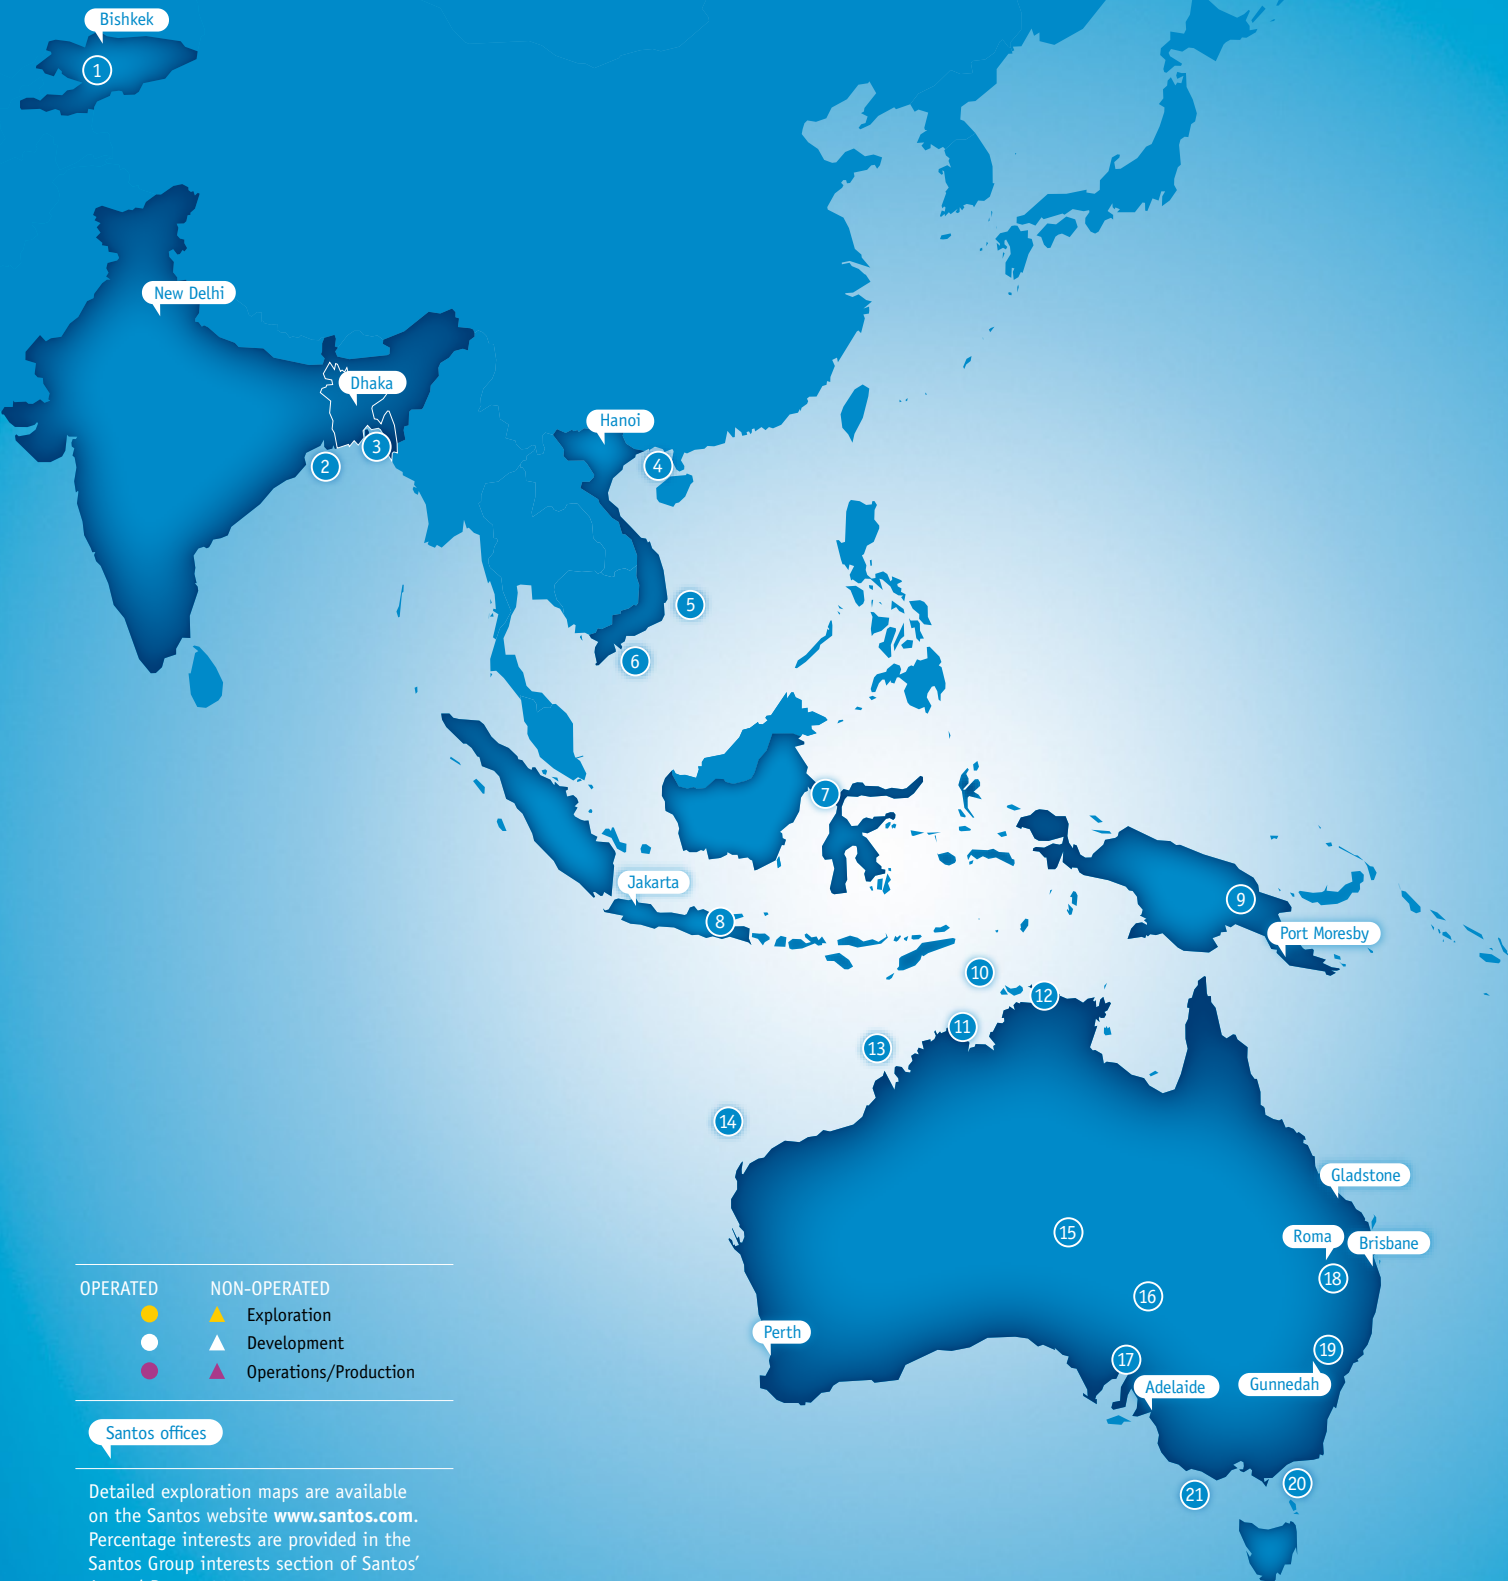 Bishkek
1
New Delhi
Dhaka
Hanoi
3
2
4
5
6
7
Jakarta
8
9
Port Moresby
10
12
11
13
14
Gladstone
15
Roma
Brisbane
18
16
Perth
19
17
Gunnedah
Adelaide
20
21
OPERATED NON-OPERATED
Exploration
Development
Operations/Production
Santos offices
Detailed exploration maps are available
on the Santos website www.santos.com.
Percentage interests are provided in the
Santos Group interests section of Santos’